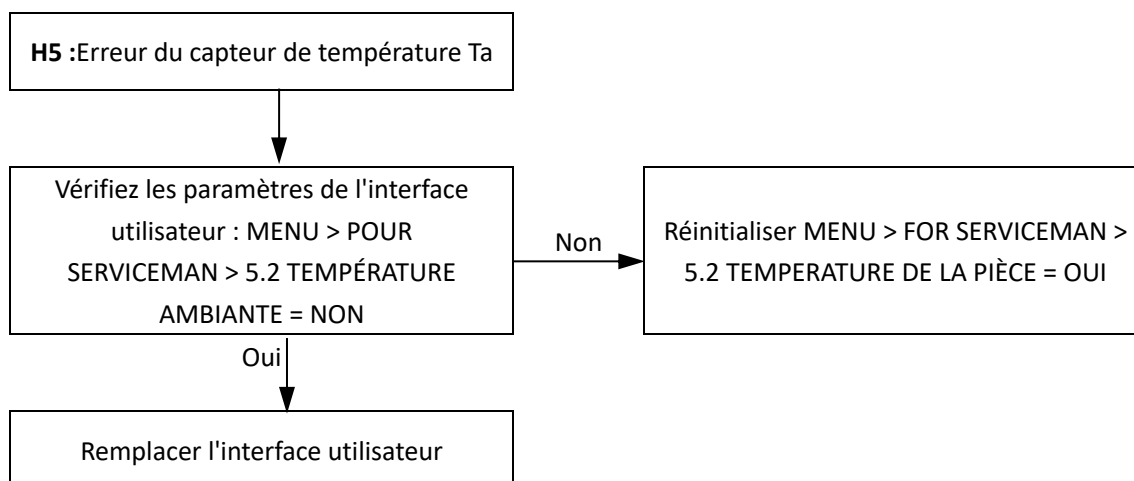 H5 :Erreur du capteur de température Ta
Vérifiez les paramètres de l'interface
utilisateur : MENU > POUR
SERVICEMAN > 5.2 TEMPÉRATURE
AMBIANTE = NON
Non
Réinitialiser MENU > FOR SERVICEMAN >
5.2 TEMPERATURE DE LA PIÈCE = OUI
Oui
Remplacer l'interface utilisateur